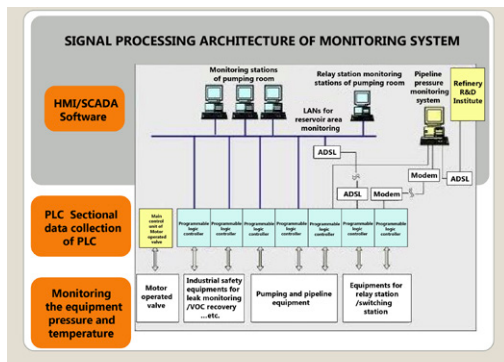 SIGNAL PROCESSING ARCHITECTURE OF MONITORING SYSTEM
HMI/SCADA
Software
Monitoring stations
of pumping room
Relay station monitoring
stations of pumping room
LANs for
reservoir area
monitoring
Pipeline
pressure
monitoring
system
Refinery
R&D
Institute
ADSL
Modem
ADSL
ADSL
Modem
PLC Sectional
data collection
of PLC
Main
control
unit of
Motor
operated
valve
Programmable
logic
controller
Programmable
logic
controller
Programmable
logic
controller
Programmable
logic
controller
Programmable
logic
controller
Programmable
logic
controller
Programmable
logic
controller
Monitoring
the equipment
pressure and
temperature
Motor
operated
valve
Industrial safety
equipments for
leak monitoring
/VOC recovery
...etc.
Pumping and pipeline
equipment
Equipments for
relay station
/switching
station